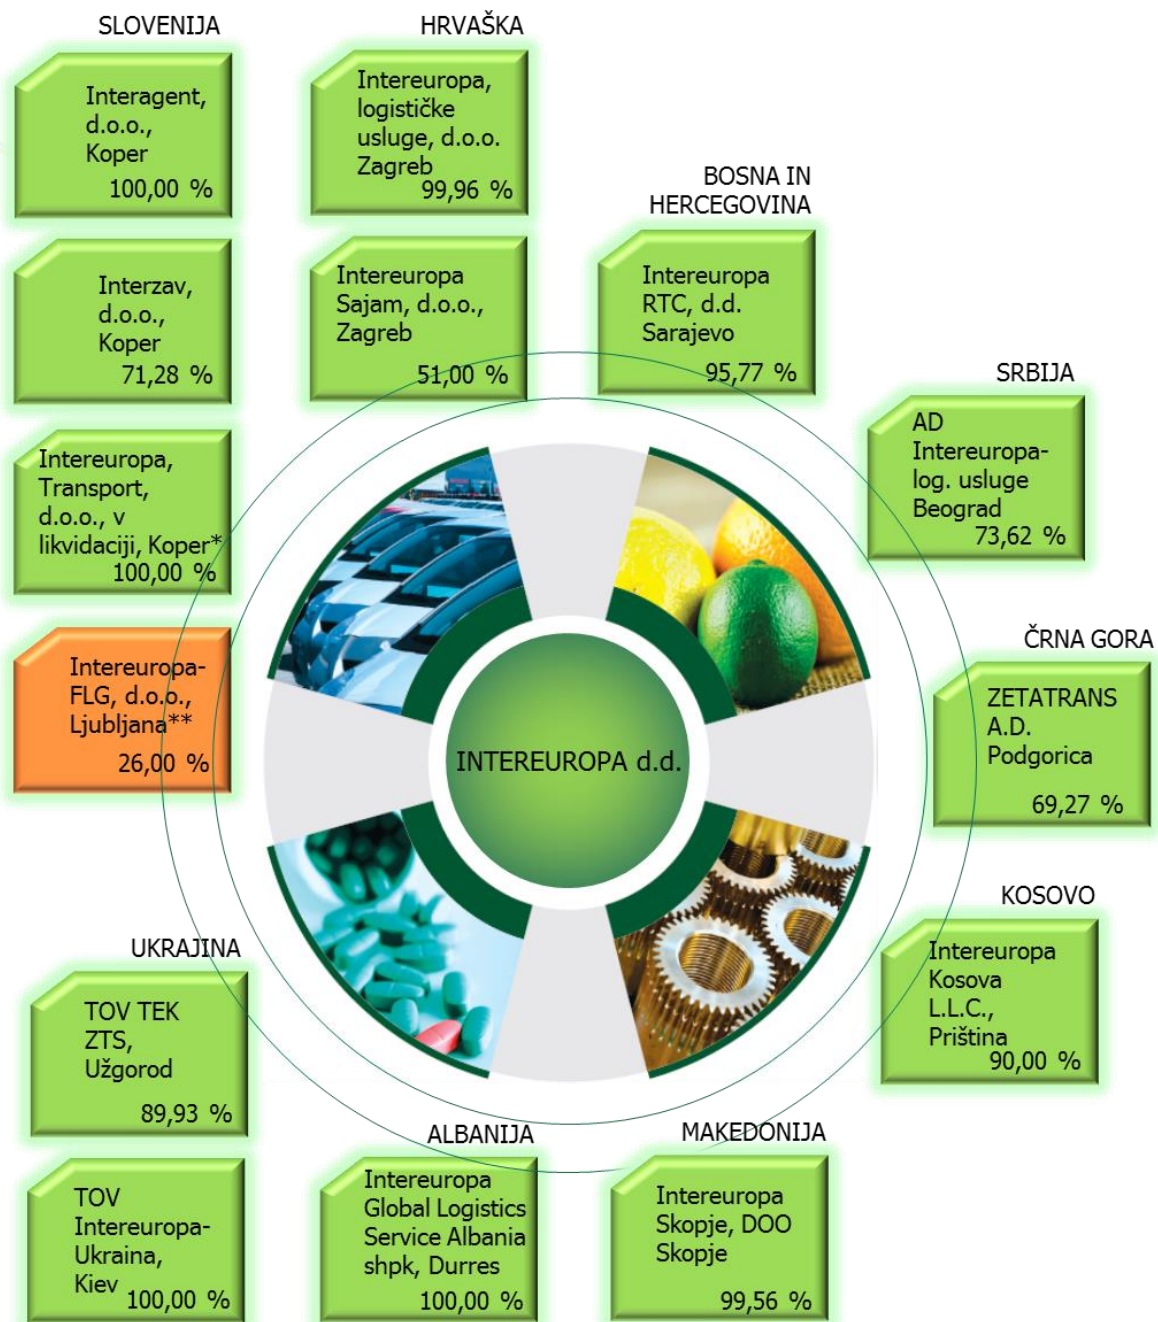 SLOVENIJA
Interagent,
d.o.o.,
Koper
100,00 %
Interzav,
d.o.o.,
Koper
71,28 %
Intereuropa,
Transport,
d.o.o., v
likvidaciji, Koper*
100,00 %
Intereuropa-
FLG, d.o.o.,
Ljubljana**
26,00 %
HRVAŠKA
Intereuropa,
logističke
usluge, d.o.o.
Zagreb
99,96 %
Intereuropa
Sajam, d.o.o.,
Zagreb
51,00 %
BOSNA IN
HERCEGOVINA
Intereuropa
RTC, d.d.
Sarajevo
95,77 %
SRBIJA
AD
Intereuropa-
log. usluge
Beograd
73,62 %
ČRNA GORA
ZETATRANS
A.D.
Podgorica
69,27 %
INTEREUROPA d.d.
KOSOVO
Intereuropa
Kosova
L.L.C.,
Priština
90,00 %
UKRAJINA
TOV TEK
ZTS,
Užgorod
89,93 %
TOV
Intereuropa-
Ukraina,
Kiev
100,00 %
ALBANIJA
Intereuropa
Global Logistics
Service Albania
shpk, Durres
100,00 %
MAKEDONIJA
Intereuropa
Skopje, DOO
Skopje
99,56 %